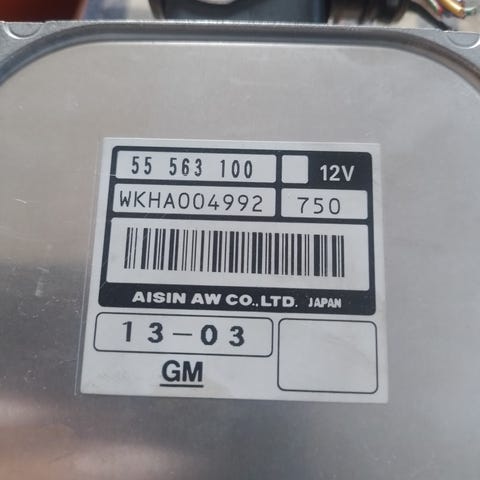 55 563 100 12V
WKHA004992 750
AISIN AW CO.,LTD. JAPAN
13-03
GM